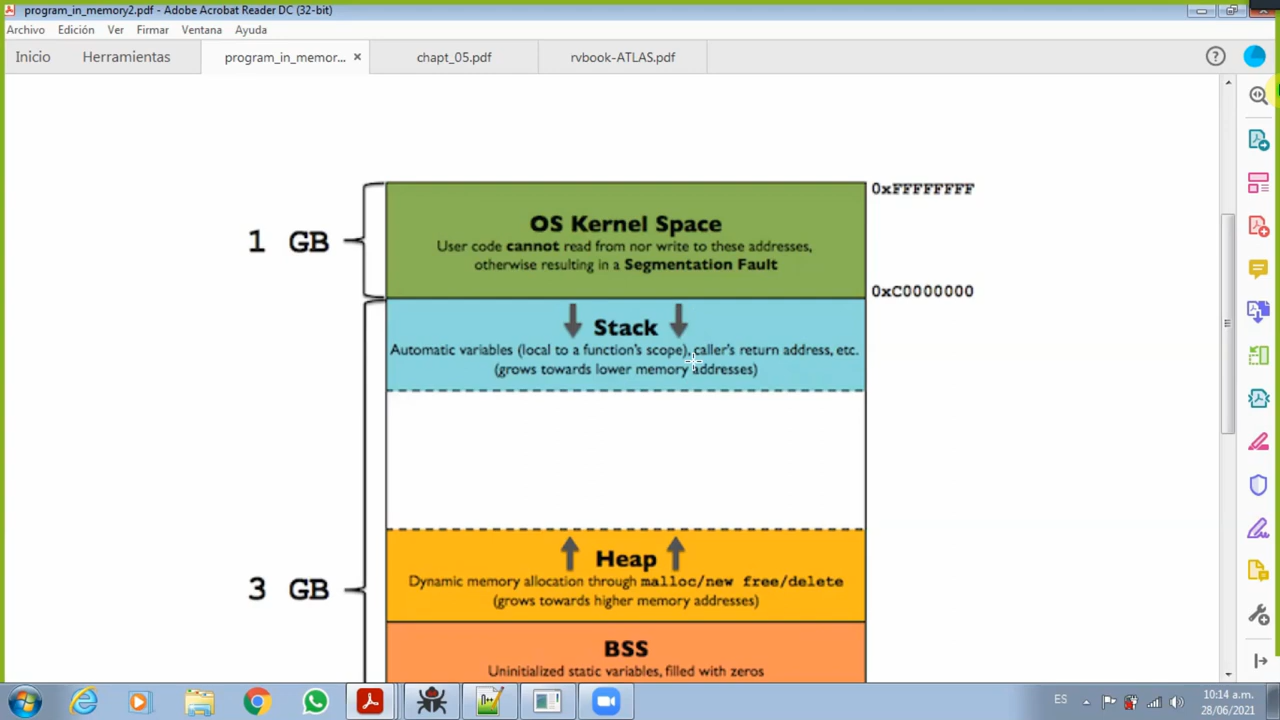 program_in_memory2.pdf - Adobe Acrobat Reader DC (32-bit)
Archivo Edición Ver Firmar Ventana Ayuda
Inicio Herramientas program_in_memor... chapt_05.pdf rvbook-ATLAS.pdf
0xFFFFFFFF
OS Kernel Space
1 GB
User code cannot read from nor write to these addresses,
otherwise resulting in a Segmentation Fault
0xC0000000
Stack
Automatic variables (local to a function's scope), caller's return address, etc.
(grows towards lower memory addresses)
Heap
3 GB
Dynamic memory allocation through malloc/new free/delete
(grows towards higher memory addresses)
BSS
Uninitialized static variables, filled with zeros
ES
10:14 a.m.
28/06/2021